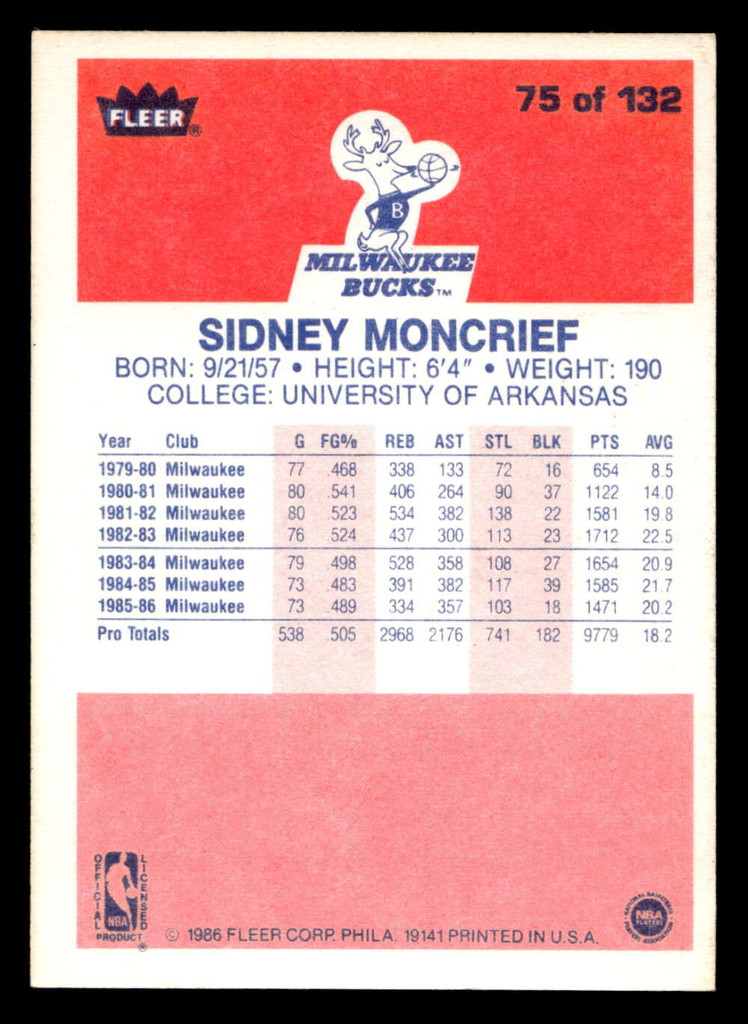 FLEER ®
75 of 132
B
MILWAUKEE
BUCKS TM
SIDNEY MONCRIEF
BORN: 9/21/57 • HEIGHT: 6'4" • WEIGHT: 190
COLLEGE: UNIVERSITY OF ARKANSAS
Year Club G FG% REB AST STL BLK PTS AVG
1979-80 Milwaukee 77 .468 338 133 72 16 654 8.5
1980-81 Milwaukee 80 .541 406 264 90 37 1122 14.0
1981-82 Milwaukee 80 .523 534 382 138 22 1581 19.8
1982-83 Milwaukee 76 .524 437 300 113 23 1712 22.5
1983-84 Milwaukee 79 .498 528 358 108 27 1654 20.9
1984-85 Milwaukee 73 .483 391 382 117 39 1585 21.7
1985-86 Milwaukee 73 .489 334 357 103 18 1471 20.2
Pro Totals 538 .505 2968 2176 741 182 9779 18.2
OFFICIAL LICENSED
NBA
PRODUCT ®
© 1986 FLEER CORP. PHILA. 19141 PRINTED IN U.S.A.
NATIONAL BASKETBALL
NBA
PLAYERS
PLAYERS ASSOCIATION